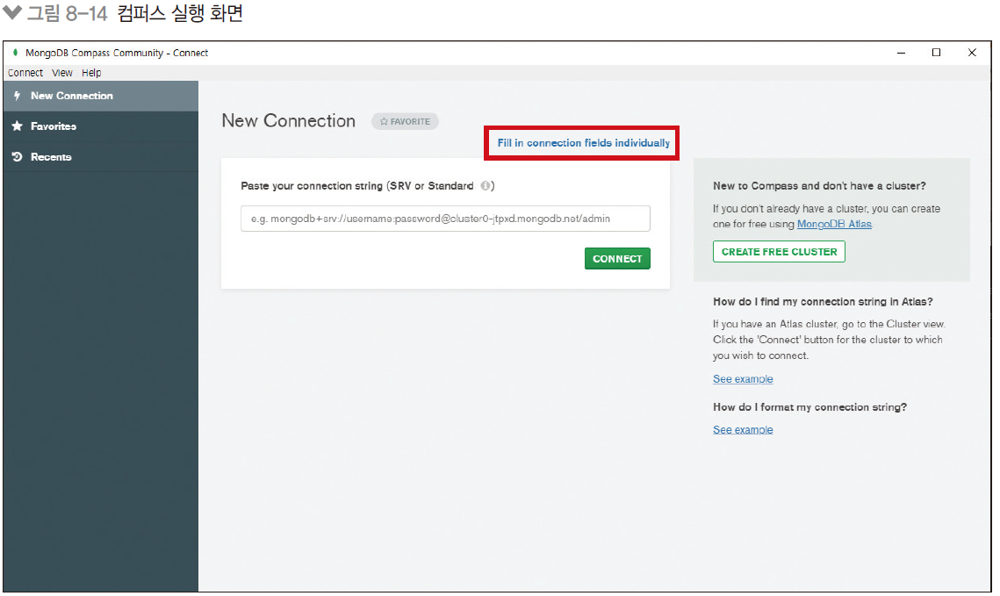 그림 8-14 컴퍼스 실행 화면
MongoDB Compass Community - Connect
Connect View Help
New Connection
Favorites
Recents
New Connection
FAVORITE
Fill in connection fields individually
Paste your connection string (SRV or Standard)
e.g. mongodb+srv://username:password@cluster0-jtpxd.mongodb.net/admin
CONNECT
New to Compass and don't have a cluster?
If you don't already have a cluster, you can create
one for free using MongoDB Atlas.
CREATE FREE CLUSTER
How do I find my connection string in Atlas?
If you have an Atlas cluster, go to the Cluster view.
Click the 'Connect' button for the cluster to which
you wish to connect.
See example
How do I format my connection string?
See example